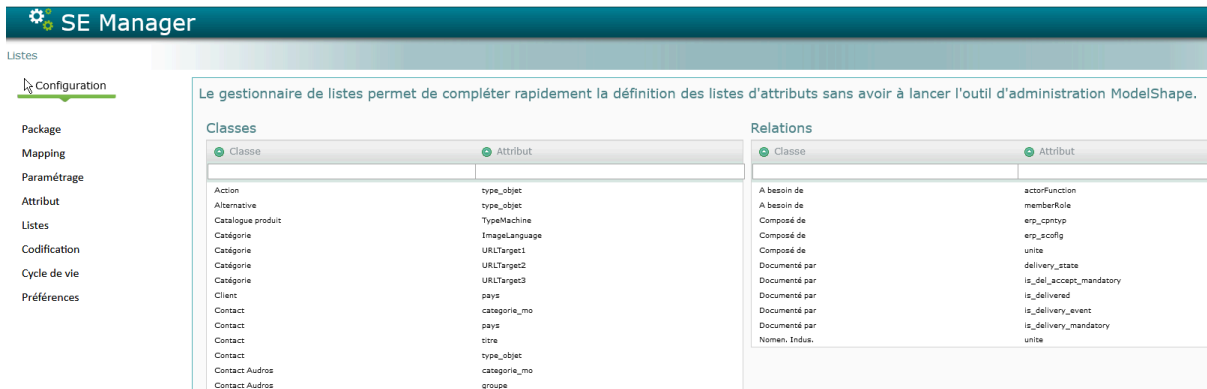 SE Manager
Listes
Configuration
Package
Mapping
Paramétrage
Attribut
Listes
Codification
Cycle de vie
Préférences
Le gestionnaire de listes permet de compléter rapidement la définition des listes d'attributs sans avoir à lancer l'outil d'administration ModelShape.
Classes
Classe Attribut
Action type_objet
Alternative type_objet
Catalogue produit TypeMachine
Catégorie ImageLanguage
Catégorie URLTarget1
Catégorie URLTarget2
Catégorie URLTarget3
Client pays
Contact categorie_mo
Contact pays
Contact titre
Contact type_objet
Contact Audros categorie_mo
Contact Audros groupe
Relations
Classe Attribut
A besoin de actorFunction
A besoin de memberRole
Composé de erp_cpntyp
Composé de erp_scoflg
Composé de unite
Documenté par delivery_state
Documenté par is_del_accept_mandatory
Documenté par is_delivered
Documenté par is_delivery_event
Documenté par is_delivery_mandatory
Nomen. Indus. unite